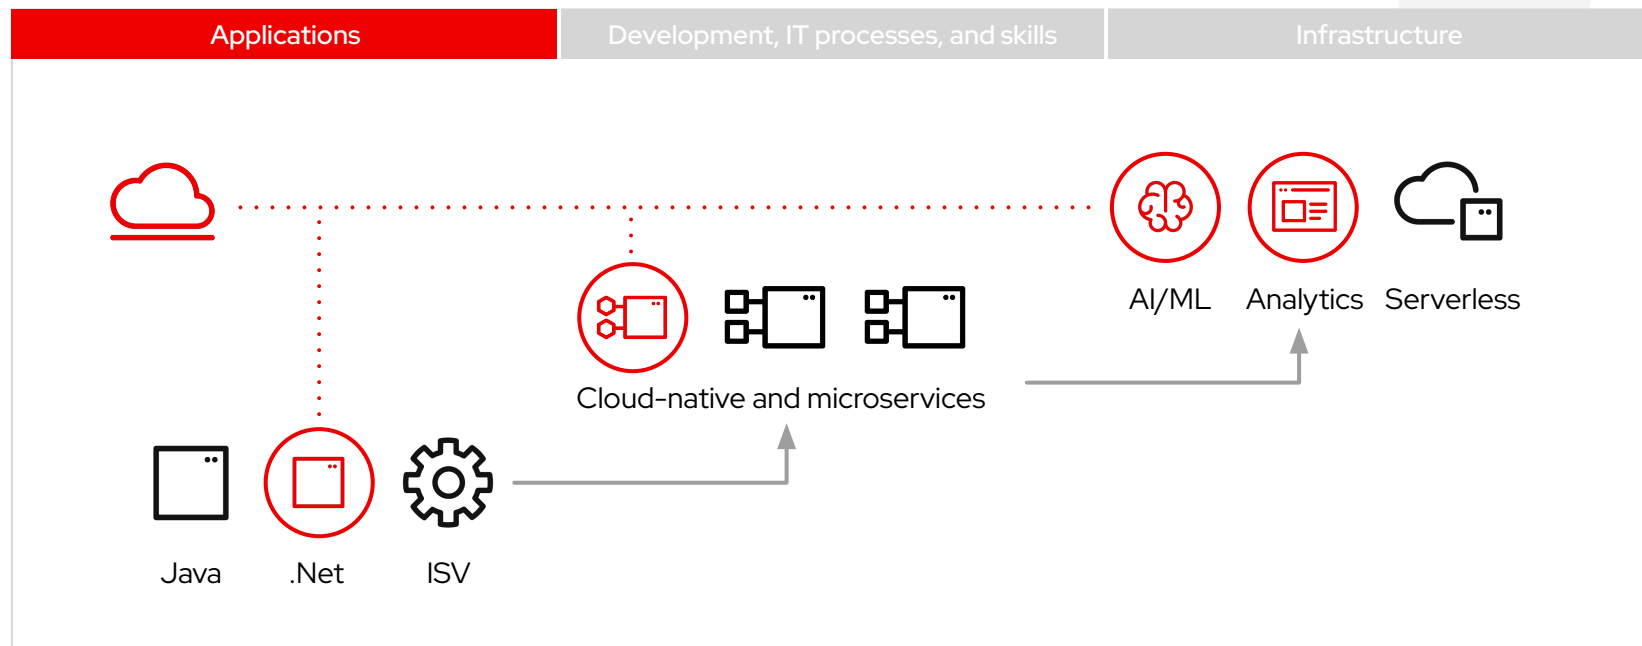 Applications
Development, IT processes, and skills
Infrastructure
AI/ML
Analytics
Serverless
Cloud-native and microservices
Java
.Net
ISV